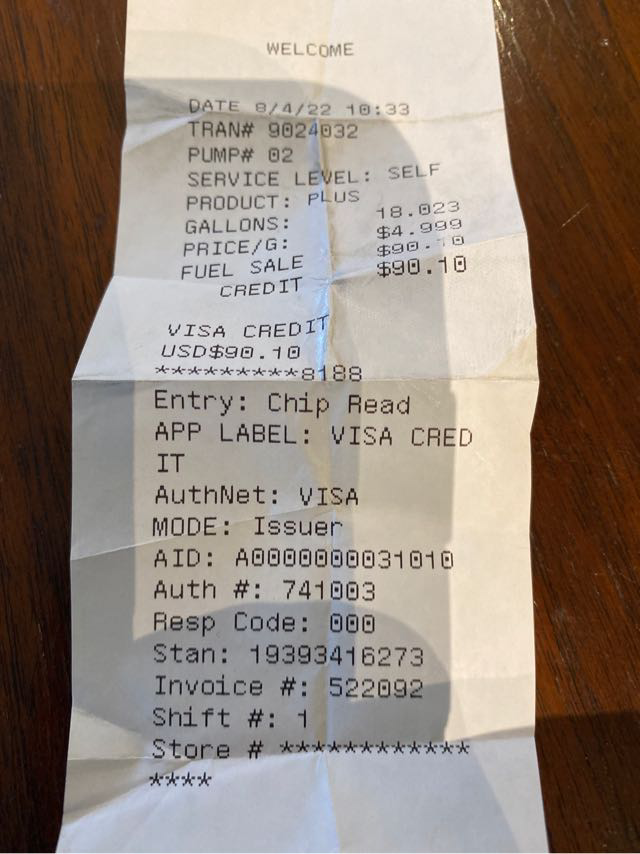 WELCOME
DATE 8/4/22 10:33
TRAN# 9024032
PUMP# 02
SERVICE LEVEL: SELF
PRODUCT: PLUS
GALLONS: 18.023
PRICE/G: $4.999
FUEL SALE $90.10
CREDIT $90.10
VISA CREDIT
USD$90.10
*********8188
Entry: Chip Read
APP LABEL: VISA CRED
IT
AuthNet: VISA
MODE: Issuer
AID: A0000000031010
Auth #: 741003
Resp Code: 000
Stan: 19393416273
Invoice #: 522092
Shift #: 1
Store # ************
****